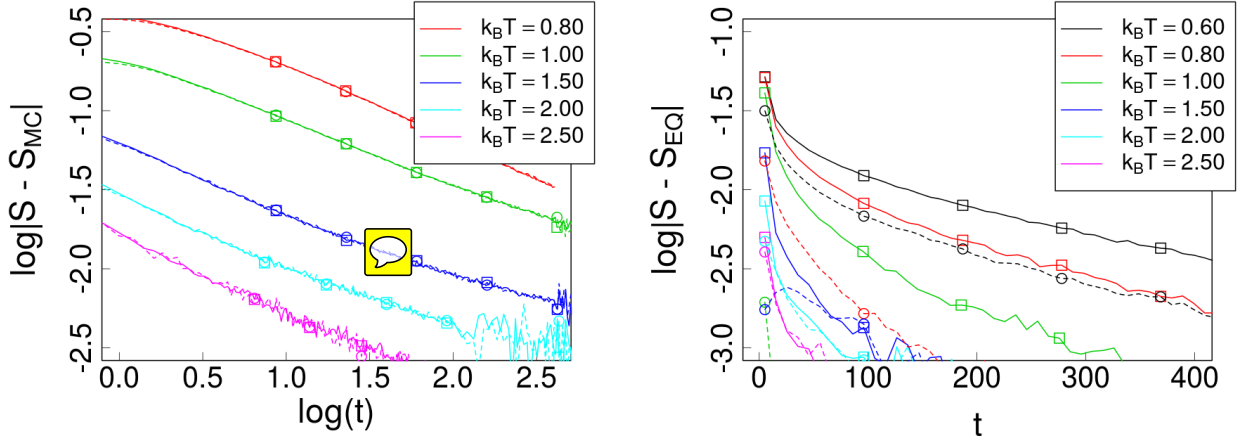 -0.5
-1.0
-1.5
-2.0
-2.5
log|S - S_MC|
0.0 0.5 1.0 1.5 2.0 2.5
log(t)
k_BT = 0.80
k_BT = 1.00
k_BT = 1.50
k_BT = 2.00
k_BT = 2.50
-1.0
-1.5
-2.0
-2.5
-3.0
log|S - S_EQ|
0 100 200 300 400
t
k_BT = 0.60
k_BT = 0.80
k_BT = 1.00
k_BT = 1.50
k_BT = 2.00
k_BT = 2.50